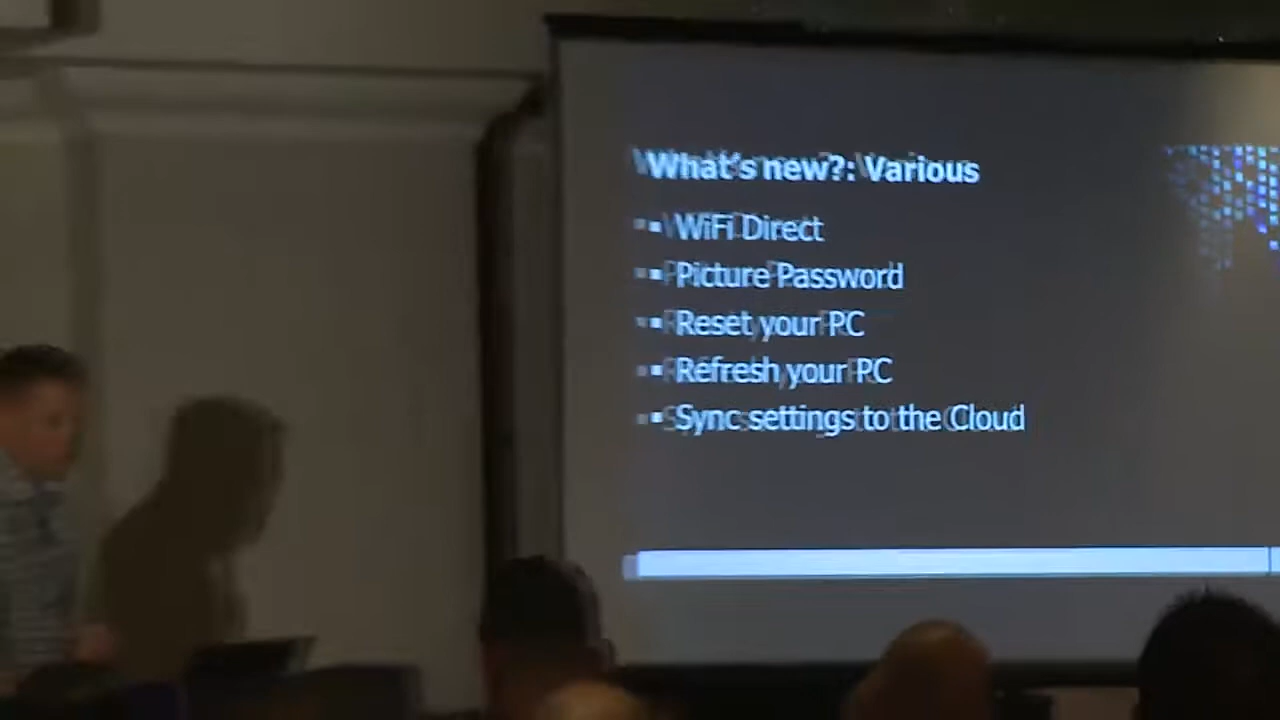 What's new?: Various
▪ WiFi Direct
▪ Picture Password
▪ Reset your PC
▪ Refresh your PC
▪ Sync settings to the Cloud